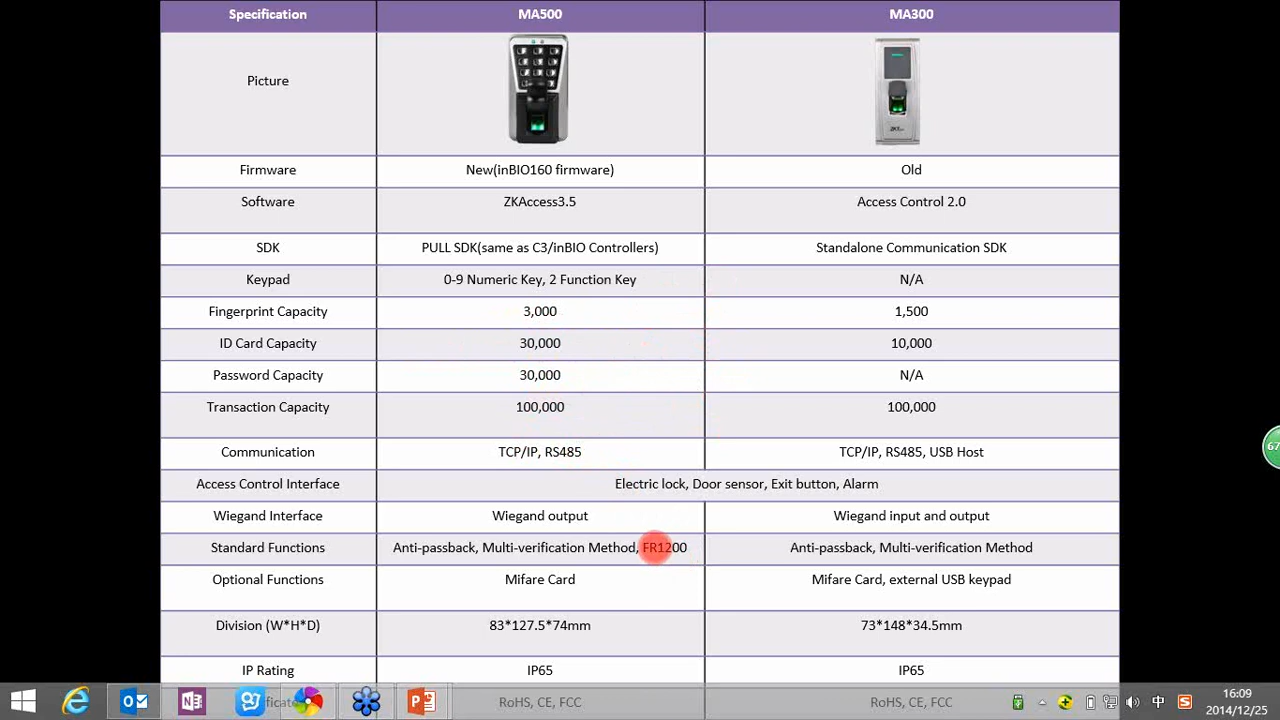 Specification MA500 MA300
Picture
ZKT
Firmware New(inBIO160 firmware) Old
Software ZKAccess3.5 Access Control 2.0
SDK PULL SDK(same as C3/inBIO Controllers) Standalone Communication SDK
Keypad 0-9 Numeric Key, 2 Function Key N/A
Fingerprint Capacity 3,000 1,500
ID Card Capacity 30,000 10,000
Password Capacity 30,000 N/A
Transaction Capacity 100,000 100,000
Communication TCP/IP, RS485 TCP/IP, RS485, USB Host
Access Control Interface Electric lock, Door sensor, Exit button, Alarm
Wiegand Interface Wiegand output Wiegand input and output
Standard Functions Anti-passback, Multi-verification Method, FR1200 Anti-passback, Multi-verification Method
Optional Functions Mifare Card Mifare Card, external USB keypad
Division (W*H*D) 83*127.5*74mm 73*148*34.5mm
IP Rating IP65 IP65
RoHS, CE, FCC RoHS, CE, FCC
67
中
16:09
2014/12/25